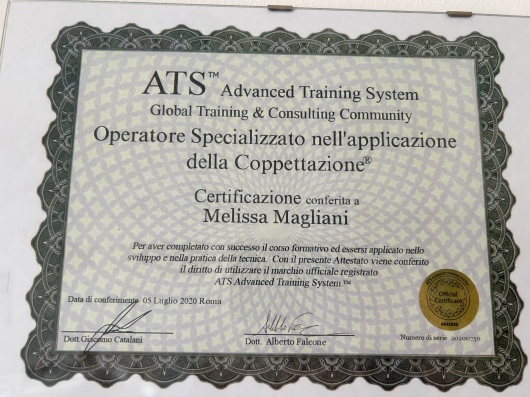 ATS™ Advanced Training System
Global Training & Consulting Community
Operatore Specializzato nell'applicazione
della Coppettazione®
Certificazione conferita a
Melissa Magliani
Per aver completato con successo il corso formativo ed essersi applicato nello
sviluppo e nella pratica della tecnica. Con il presente Attestato viene conferito
il diritto di utilizzare il marchio ufficiale registrato
ATS Advanced Training System™
Official
Certificate
Data di conferimento 05 Luglio 2020 Roma
Dott.Giacomo Catalani
Dott. Alberto Falcone
Numero di serie